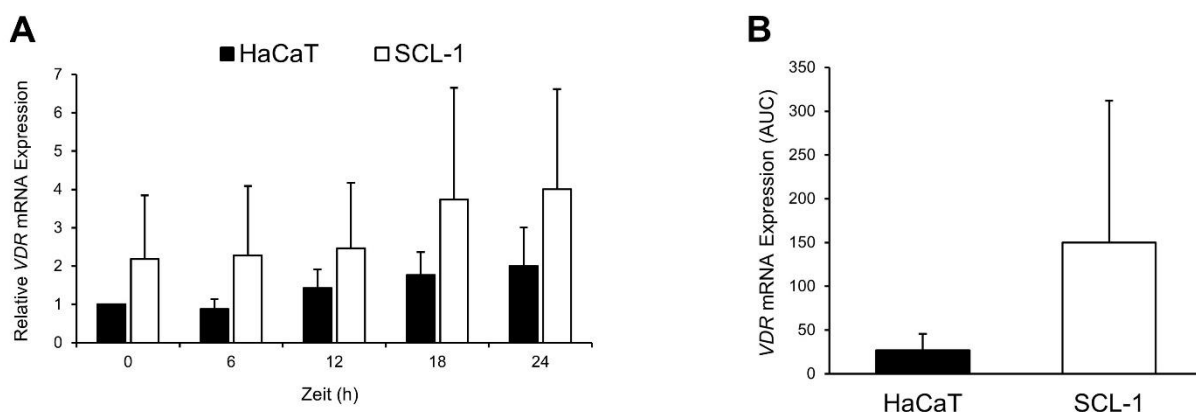 A
HaCaT SCL-1
Relative VDR mRNA Expression
7
6
5
4
3
2
1
0
0 6 12 18 24
Zeit (h)
B
VDR mRNA Expression (AUC)
350
300
250
200
150
100
50
0
HaCaT SCL-1